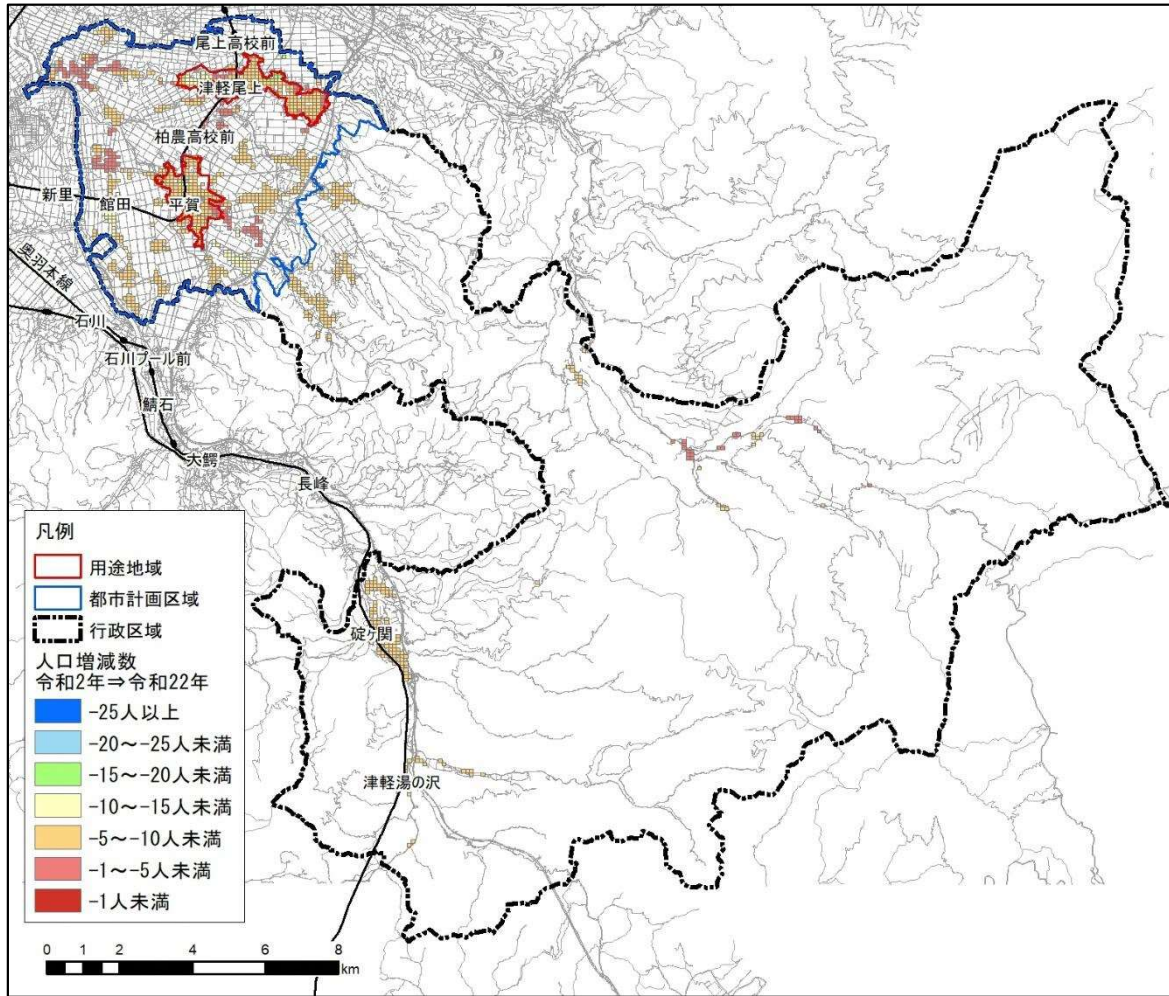 尾上高校前
津軽尾上
柏農高校前
新里
館田
平賀
奥羽本線
石川
石川プール前
鯖石
大鰐
長峰
碇ヶ関
津軽湯の沢
凡例
用途地域
都市計画区域
行政区域
人口増減数
令和2年⇒令和22年
-25人以上
-20～-25人未満
-15～-20人未満
-10～-15人未満
-5～-10人未満
-1～-5人未満
-1人未満
0 1 2 4 6 8
km